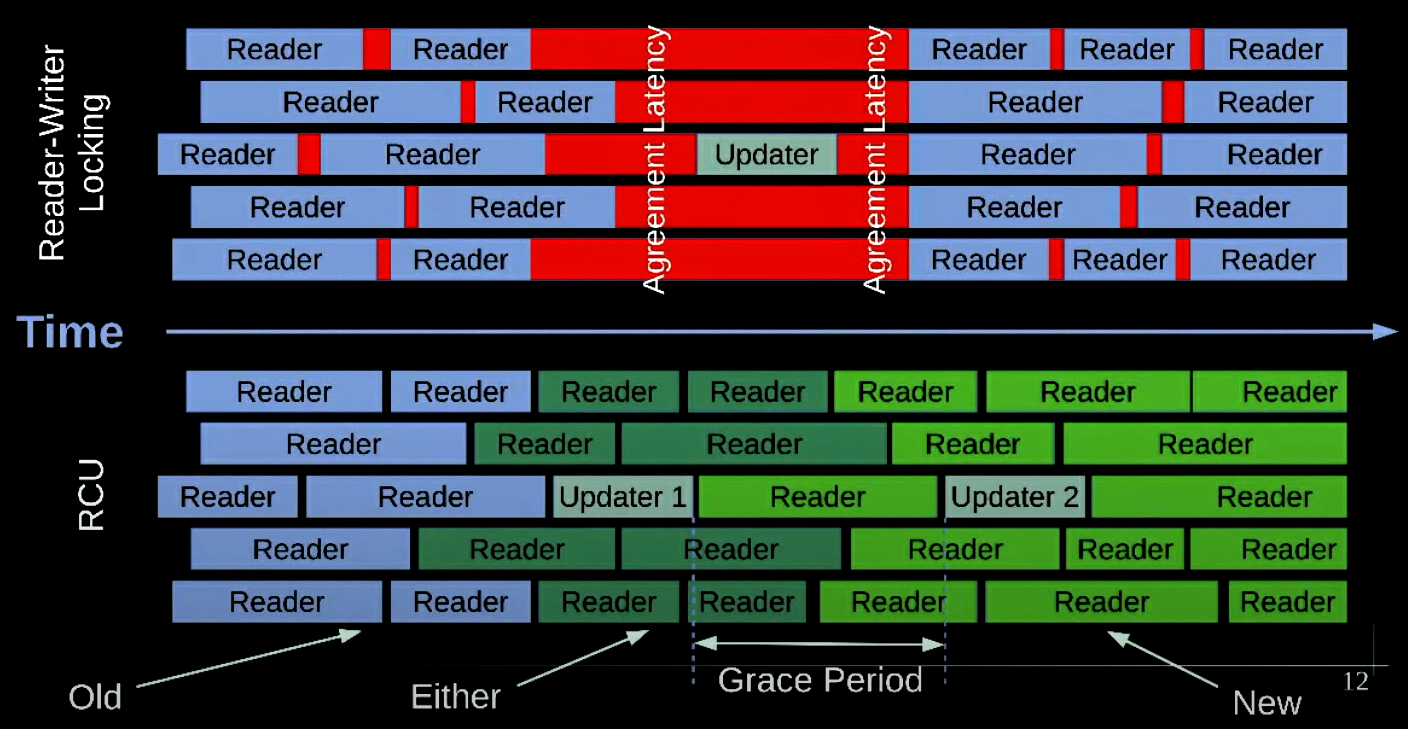 Reader-Writer
Locking
Reader Reader Reader Reader Reader
Reader Reader Reader Reader
Reader Reader Updater Reader Reader
Reader Reader Reader Reader
Reader Reader Reader Reader Reader
Agreement Latency
Agreement Latency
Time
RCU
Reader Reader Reader Reader Reader Reader Reader
Reader Reader Reader Reader Reader
Reader Reader Updater 1 Reader Updater 2 Reader
Reader Reader Reader Reader Reader Reader
Reader Reader Reader Reader Reader Reader Reader
Old
Either
Grace Period
New
12